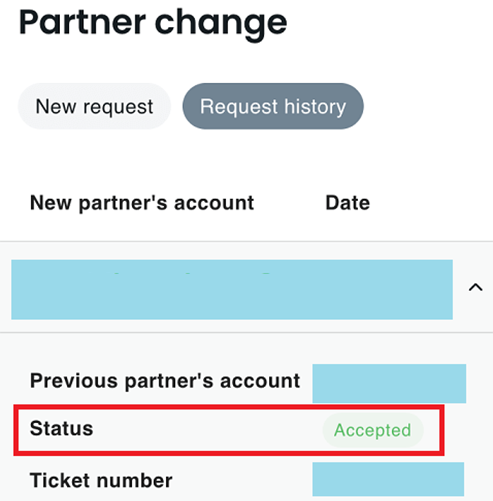 Partner change
New request Request history
New partner's account Date
Previous partner's account
Status Accepted
Ticket number